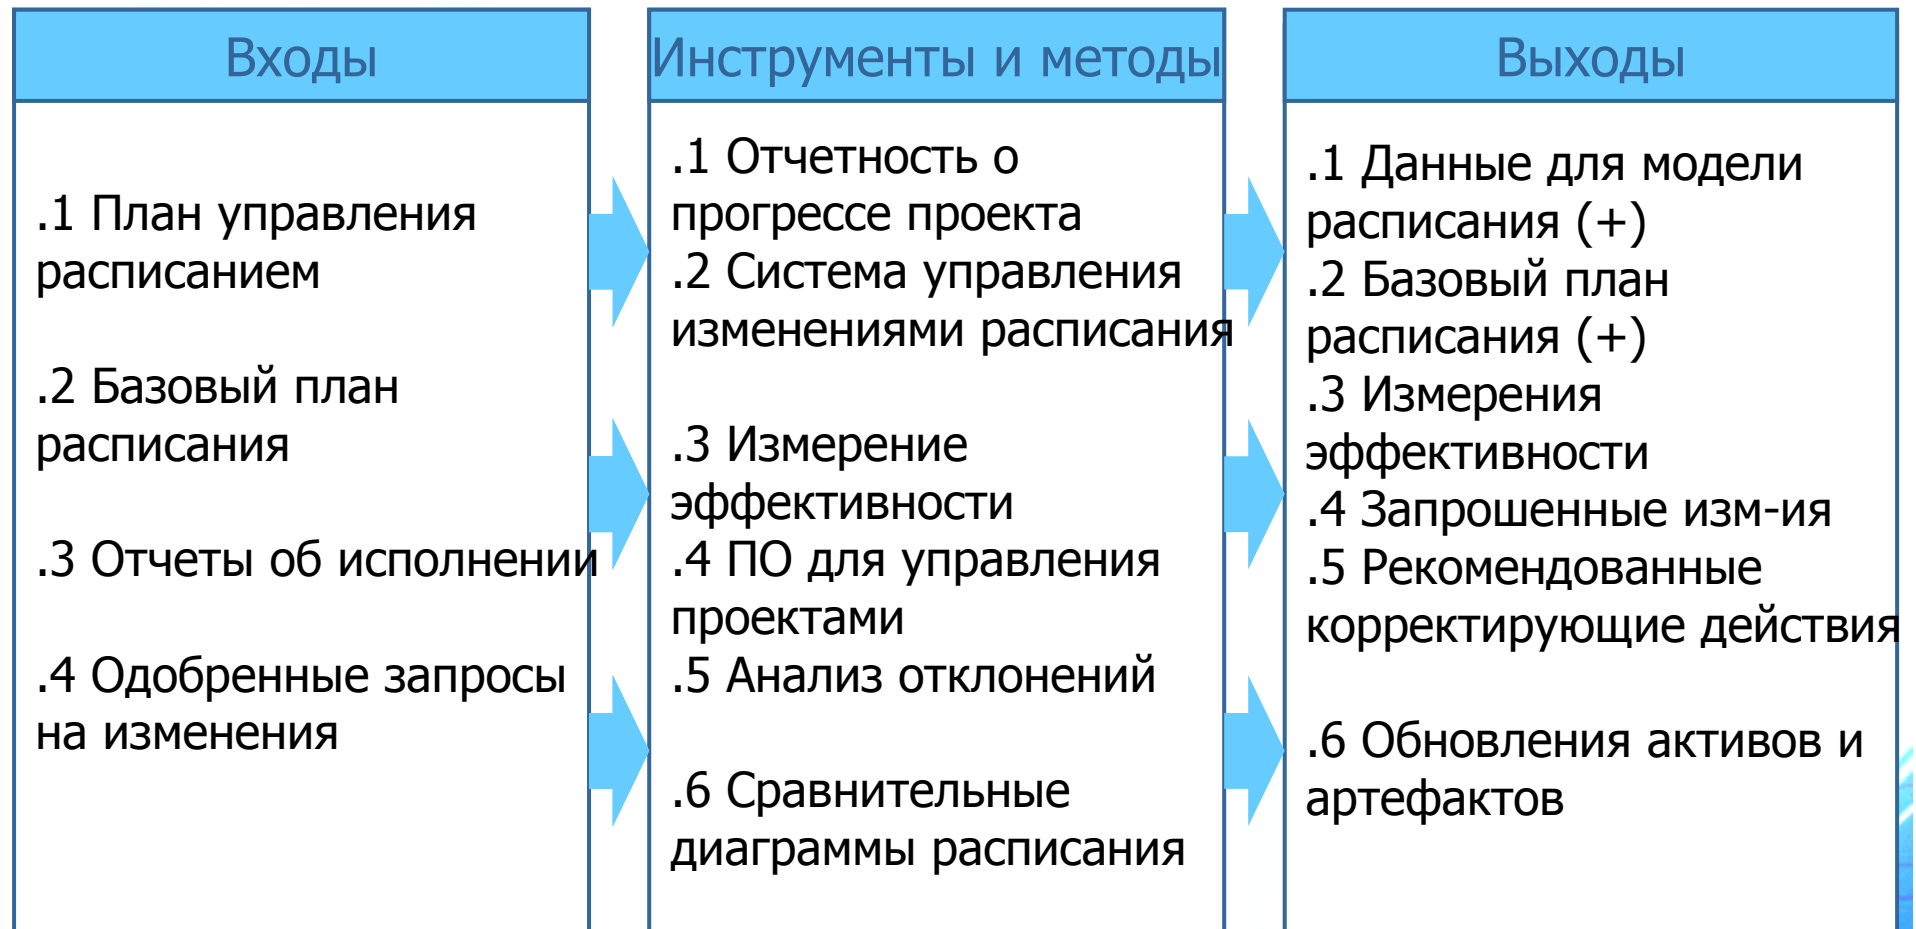 Входы
.1 План управления
расписанием
.2 Базовый план
расписания
.3 Отчеты об исполнении
.4 Одобренные запросы
на изменения
Инструменты и методы
.1 Отчетность о
прогрессе проекта
.2 Система управления
изменениями расписания
.3 Измерение
эффективности
.4 ПО для управления
проектами
.5 Анализ отклонений
.6 Сравнительные
диаграммы расписания
Выходы
.1 Данные для модели
расписания (+)
.2 Базовый план
расписания (+)
.3 Измерения
эффективности
.4 Запрошенные изм-ия
.5 Рекомендованные
корректирующие действия
.6 Обновления активов и
артефактов